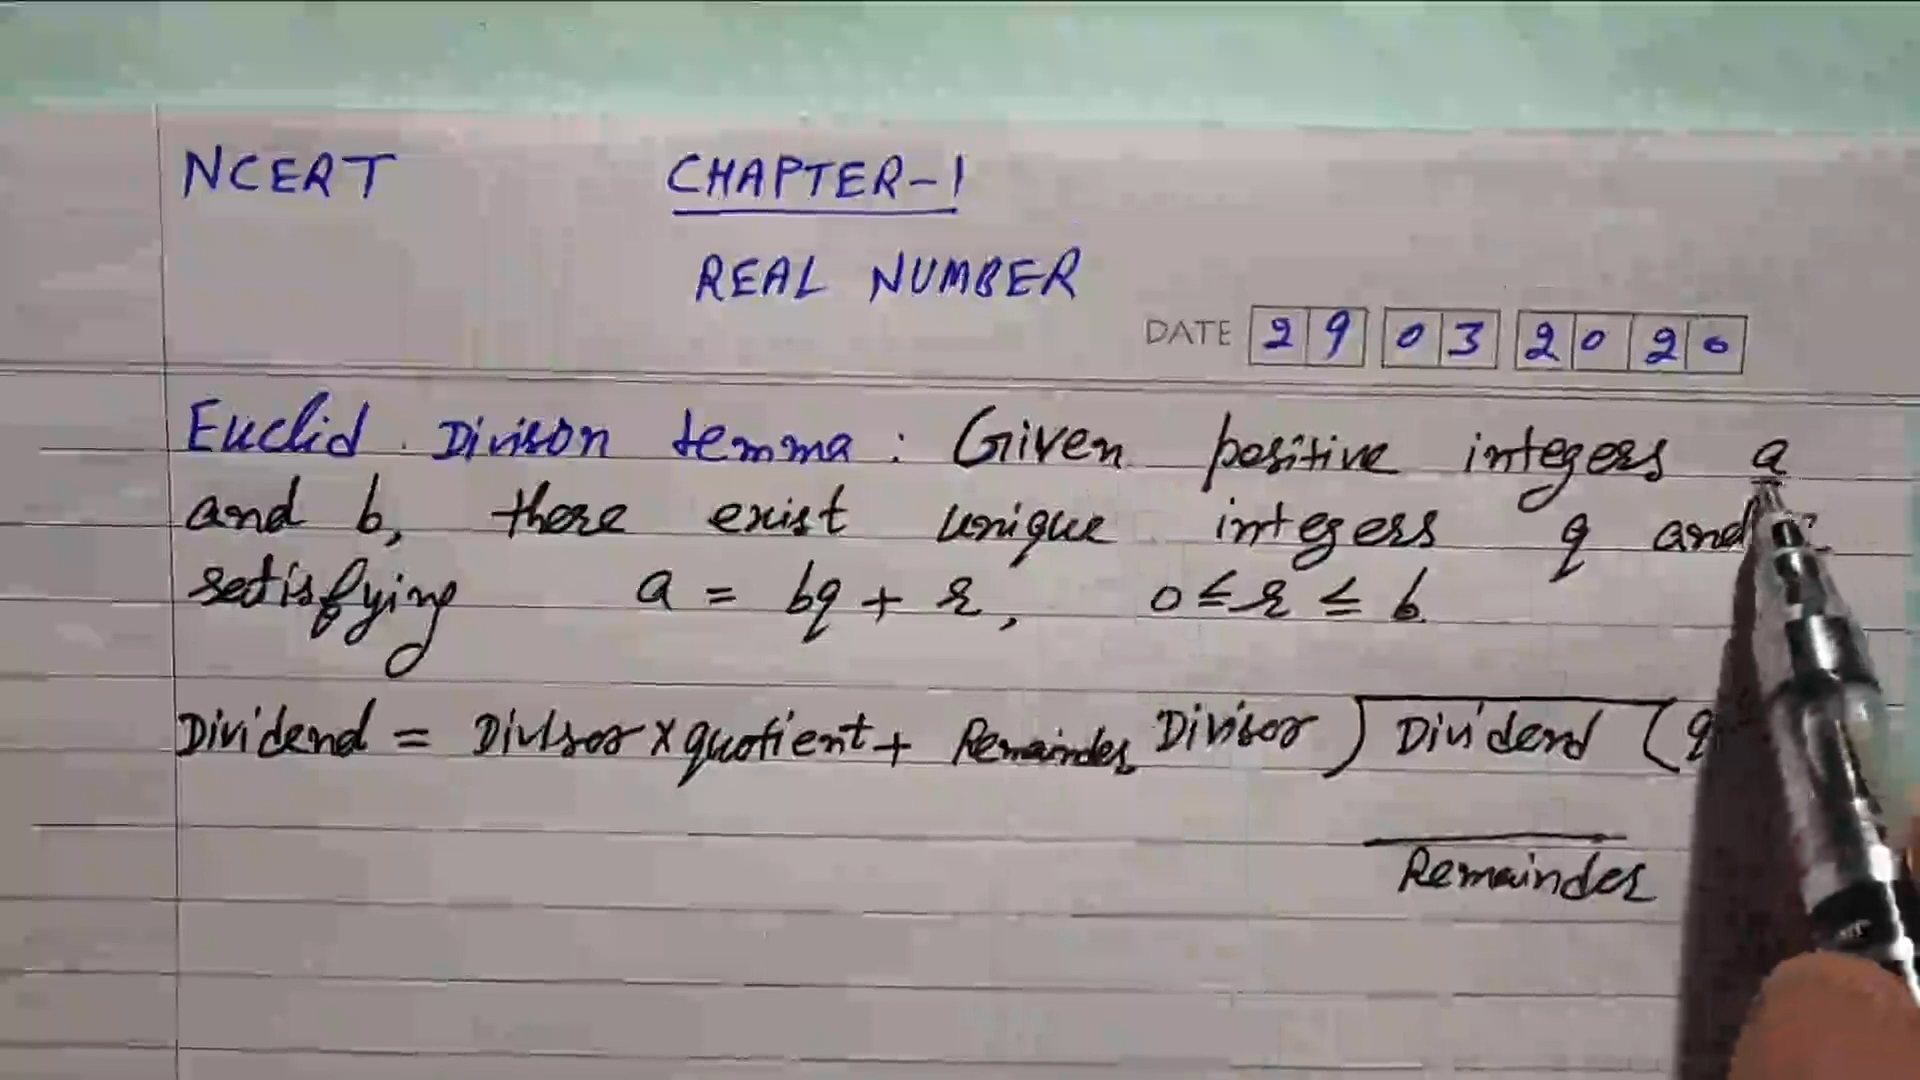 NCERT CHAPTER-1
REAL NUMBER
DATE 29 03 2020
Euclid Divison Lemma : Given positive integers a
and b, there exist unique integers q and
setisfying a = bq + r, 0 ≤ r ≤ b.
Dividend = Divisor × quotient + Remainder Divisor ) Dividend ( q
Remainder